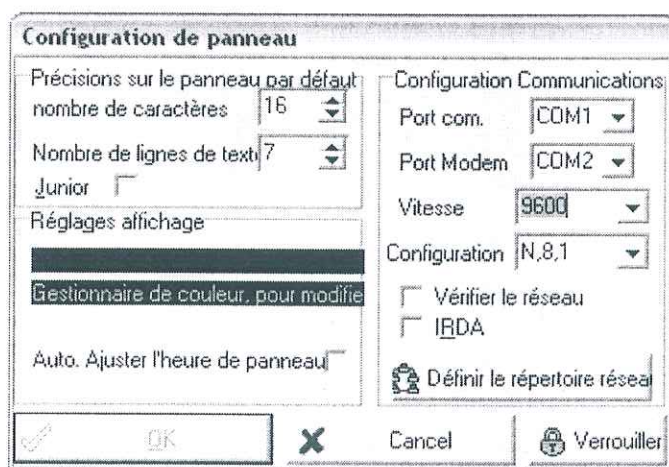 Configuration de panneau
Précisions sur le panneau par défaut
nombre de caractères 16
Nombre de lignes de texte 7
Junior
Réglages affichage
Gestionnaire de couleur, pour modifie
Auto. Ajuster l'heure de panneau
Configuration Communications
Port com. COM1
Port Modem COM2
Vitesse 9600
Configuration N,8,1
Vérifier le réseau
IRDA
Définir le répertoire réseau
OK
Cancel
Verrouiller